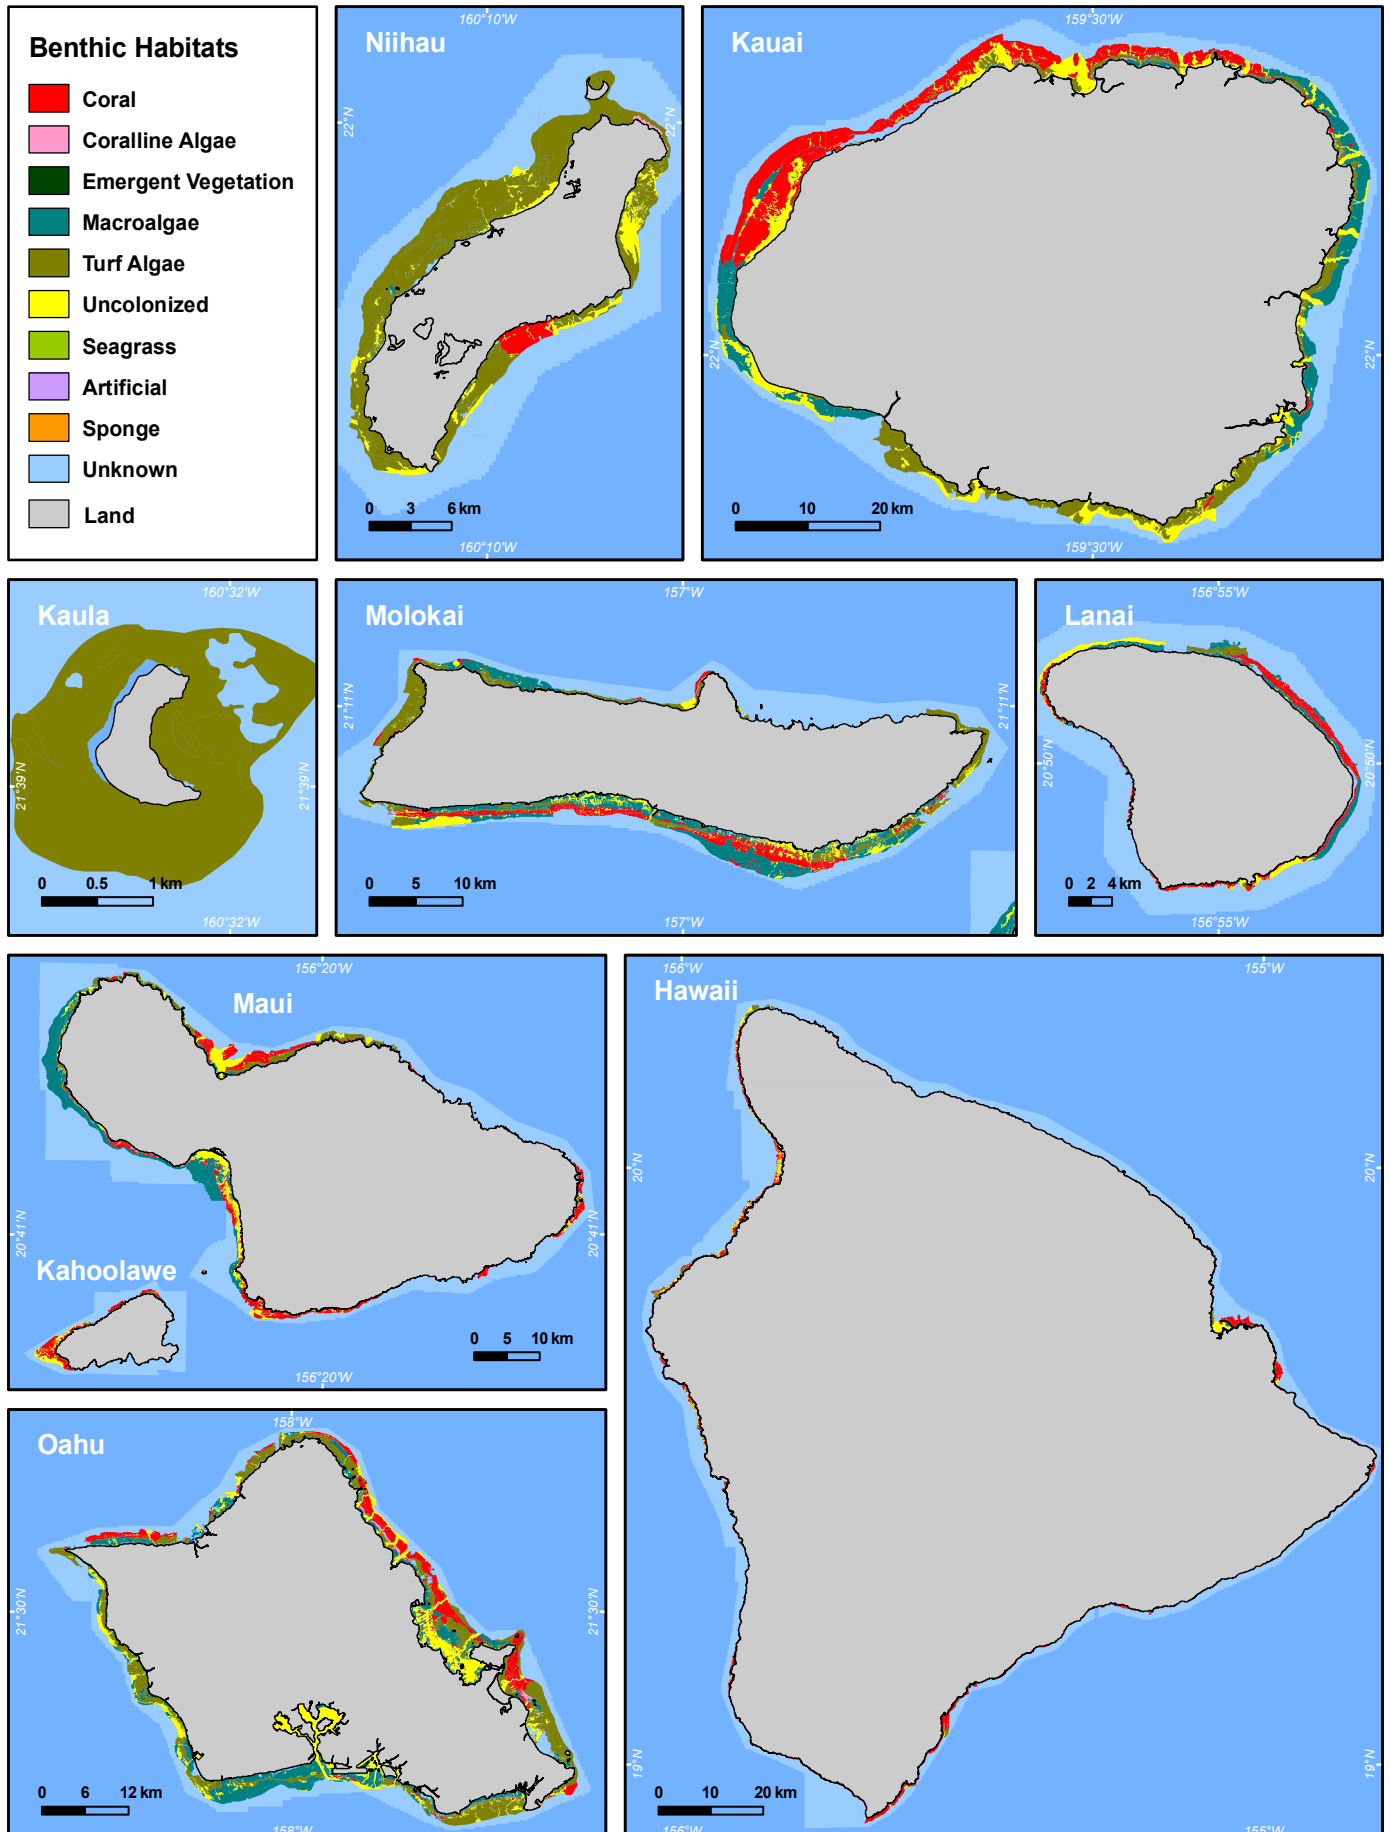 Benthic Habitats
Coral
Coralline Algae
Emergent Vegetation
Macroalgae
Turf Algae
Uncolonized
Seagrass
Artificial
Sponge
Unknown
Land
160°10'W
Niihau
22°N
22°N
0 3 6 km
160°10'W
159°30'W
Kauai
22°N
22°N
0 10 20 km
159°30'W
160°32'W
Kaula
21°39'N
21°39'N
0 0.5 1 km
160°32'W
157°W
Molokai
21°11'N
21°11'N
0 5 10 km
157°W
156°55'W
Lanai
20°50'N
20°50'N
0 2 4 km
156°55'W
156°20'W
Maui
20°41'N
20°41'N
Kahoolawe
0 5 10 km
156°20'W
156°W
155°W
Hawaii
20°N
20°N
19°N
19°N
0 10 20 km
156°W
155°W
158°W
Oahu
21°30'N
21°30'N
0 6 12 km
158°W